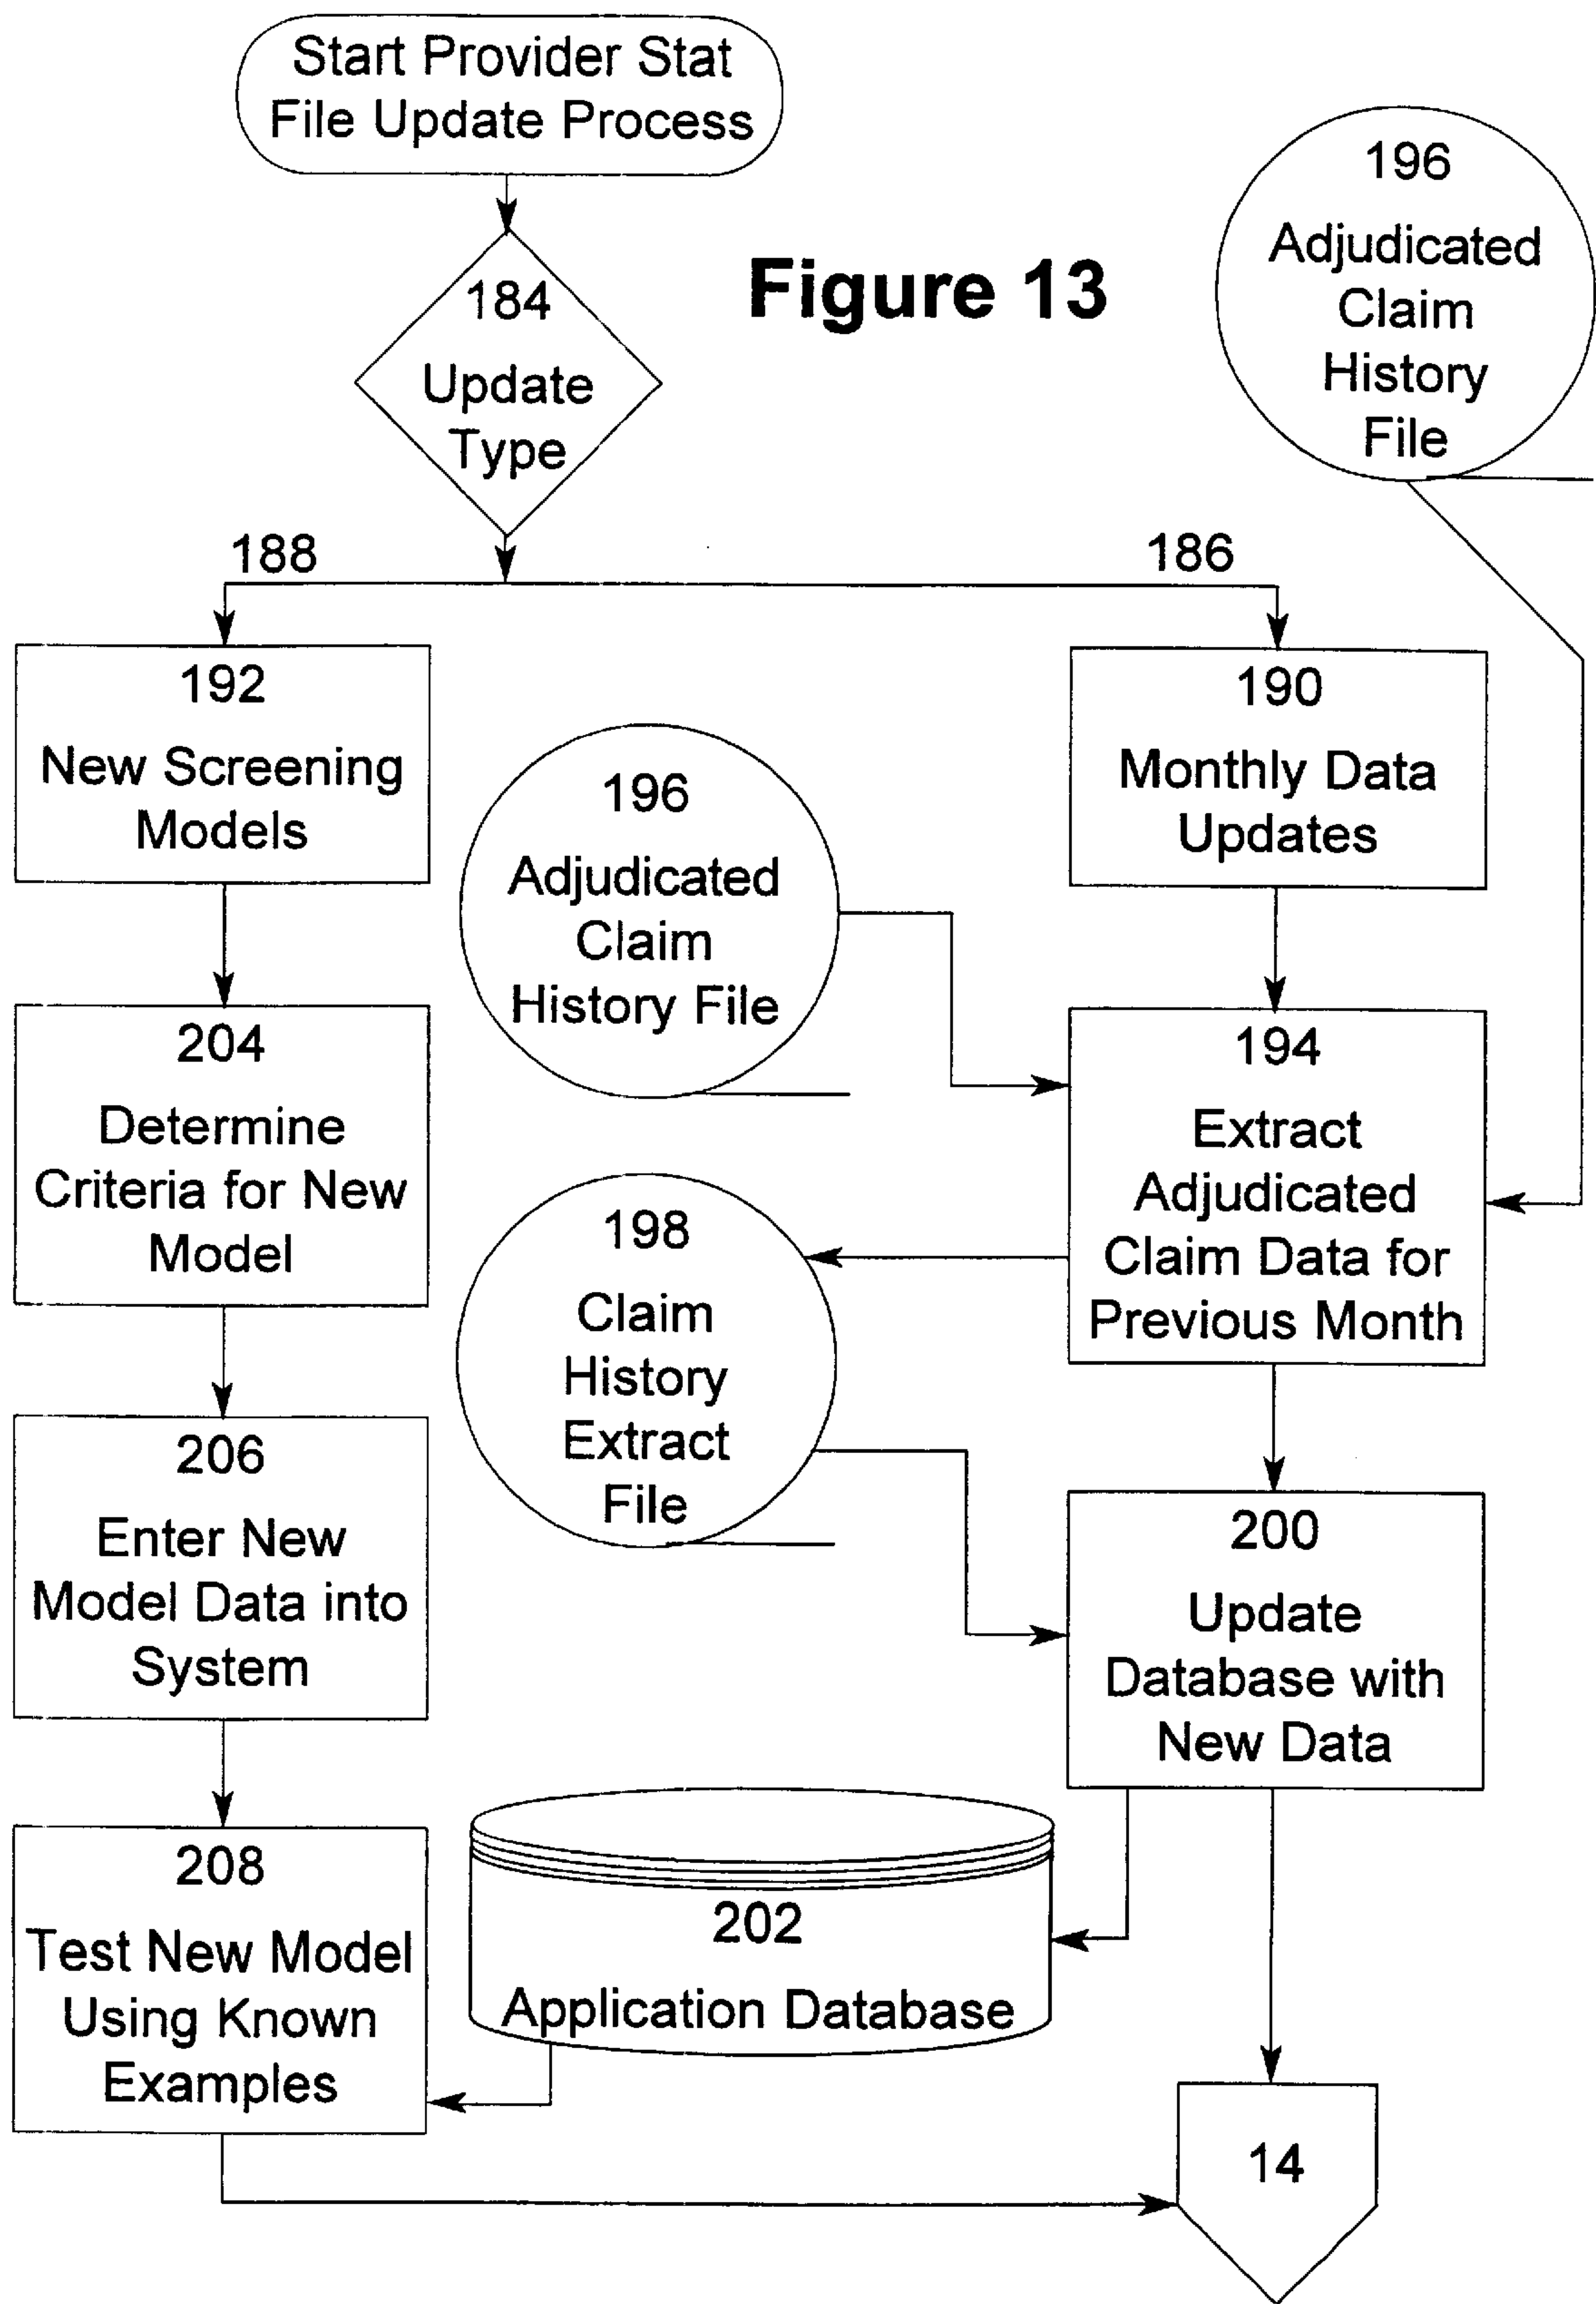 Start Provider Stat
File Update Process
184
Update
Type
Figure 13
196
Adjudicated
Claim
History
File
188
186
192
New Screening
Models
190
Monthly Data
Updates
196
Adjudicated
Claim
History File
204
Determine
Criteria for New
Model
194
Extract
Adjudicated
Claim Data for
Previous Month
198
Claim
History
Extract
File
206
Enter New
Model Data into
System
200
Update
Database with
New Data
208
Test New Model
Using Known
Examples
202
Application Database
14